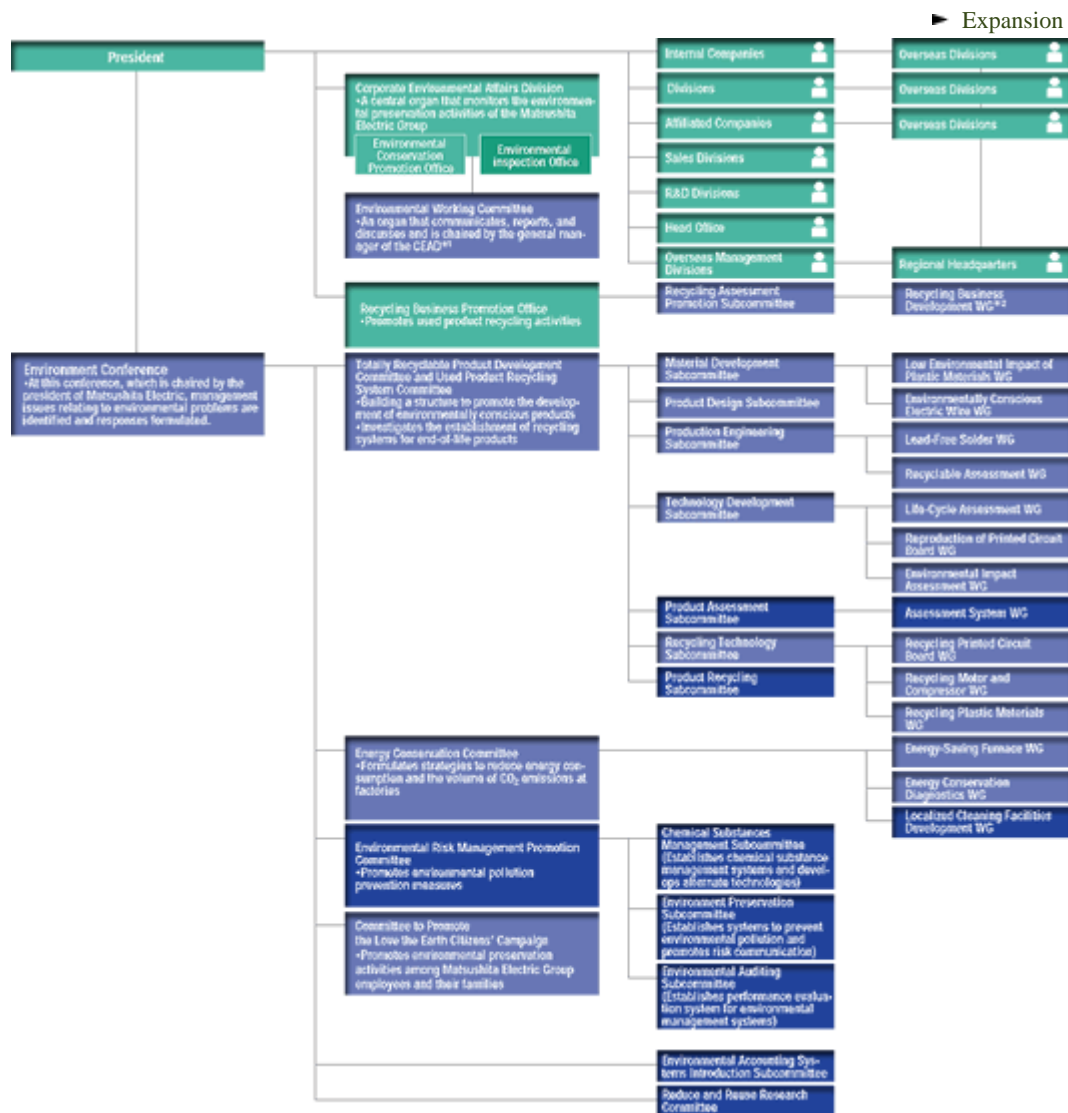 ► Expansion
President
Internal Companies
Overseas Divisions
Corporate Environmental Affairs Division
•A central organ that monitors the environmen-
tal preservation activities of the Matsushita
Electric Group
Environmental
Conservation
Promotion Office
Environmental
Inspection Office
Divisions
Overseas Divisions
Affiliated Companies
Overseas Divisions
Sales Divisions
R&D Divisions
Head Office
Overseas Management
Divisions
Regional Headquarters
Environmental Working Committee
•An organ that communicates, reports, and
discusses and is chaired by the general man-
ager of the CEAD*1
Recycling Business Promotion Office
•Promotes used product recycling activities
Recycling Assessment
Promotion Subcommittee
Recycling Business
Development WG*2
Environment Conference
•At this conference, which is chaired by the
president of Matsushita Electric, management
issues relating to environmental problems are
identified and responses formulated.
Totally Recyclable Product Development
Committee and Used Product Recycling
System Committee
•Building a structure to promote the develop-
ment of environmentally conscious products
•Investigates the establishment of recycling
systems for end-of-life products
Material Development
Subcommittee
Low Environmental Impact of
Plastic Materials WG
Environmentally Conscious
Electric Wire WG
Product Design Subcommittee
Production Engineering
Subcommittee
Lead-Free Solder WG
Recyclable Assessment WG
Technology Development
Subcommittee
Life-Cycle Assessment WG
Reproduction of Printed Circuit
Board WG
Environmental Impact
Assessment WG
Product Assessment
Subcommittee
Assessment System WG
Recycling Technology
Subcommittee
Recycling Printed Circuit
Board WG
Recycling Motor and
Compressor WG
Recycling Plastic Materials
WG
Product Recycling
Subcommittee
Energy Conservation Committee
•Formulates strategies to reduce energy con-
sumption and the volume of CO₂ emissions at
factories
Energy-Saving Furnace WG
Energy Conservation
Diagnostics WG
Localized Cleaning Facilities
Development WG
Environmental Risk Management Promotion
Committee
•Promotes environmental pollution
prevention measures
Chemical Substances
Management Subcommittee
(Establishes chemical substance
management systems and devel-
ops alternate technologies)
Environment Preservation
Subcommittee
(Establishes systems to prevent
environmental pollution and
promotes risk communication)
Environmental Auditing
Subcommittee
(Establishes performance evalua-
tion system for environmental
management systems)
Committee to Promote
the Love the Earth Citizens' Campaign
•Promotes environmental preservation
activities among Matsushita Electric Group
employees and their families
Environmental Accounting Sys-
tems Introduction Subcommittee
Reduce and Reuse Research
Committee